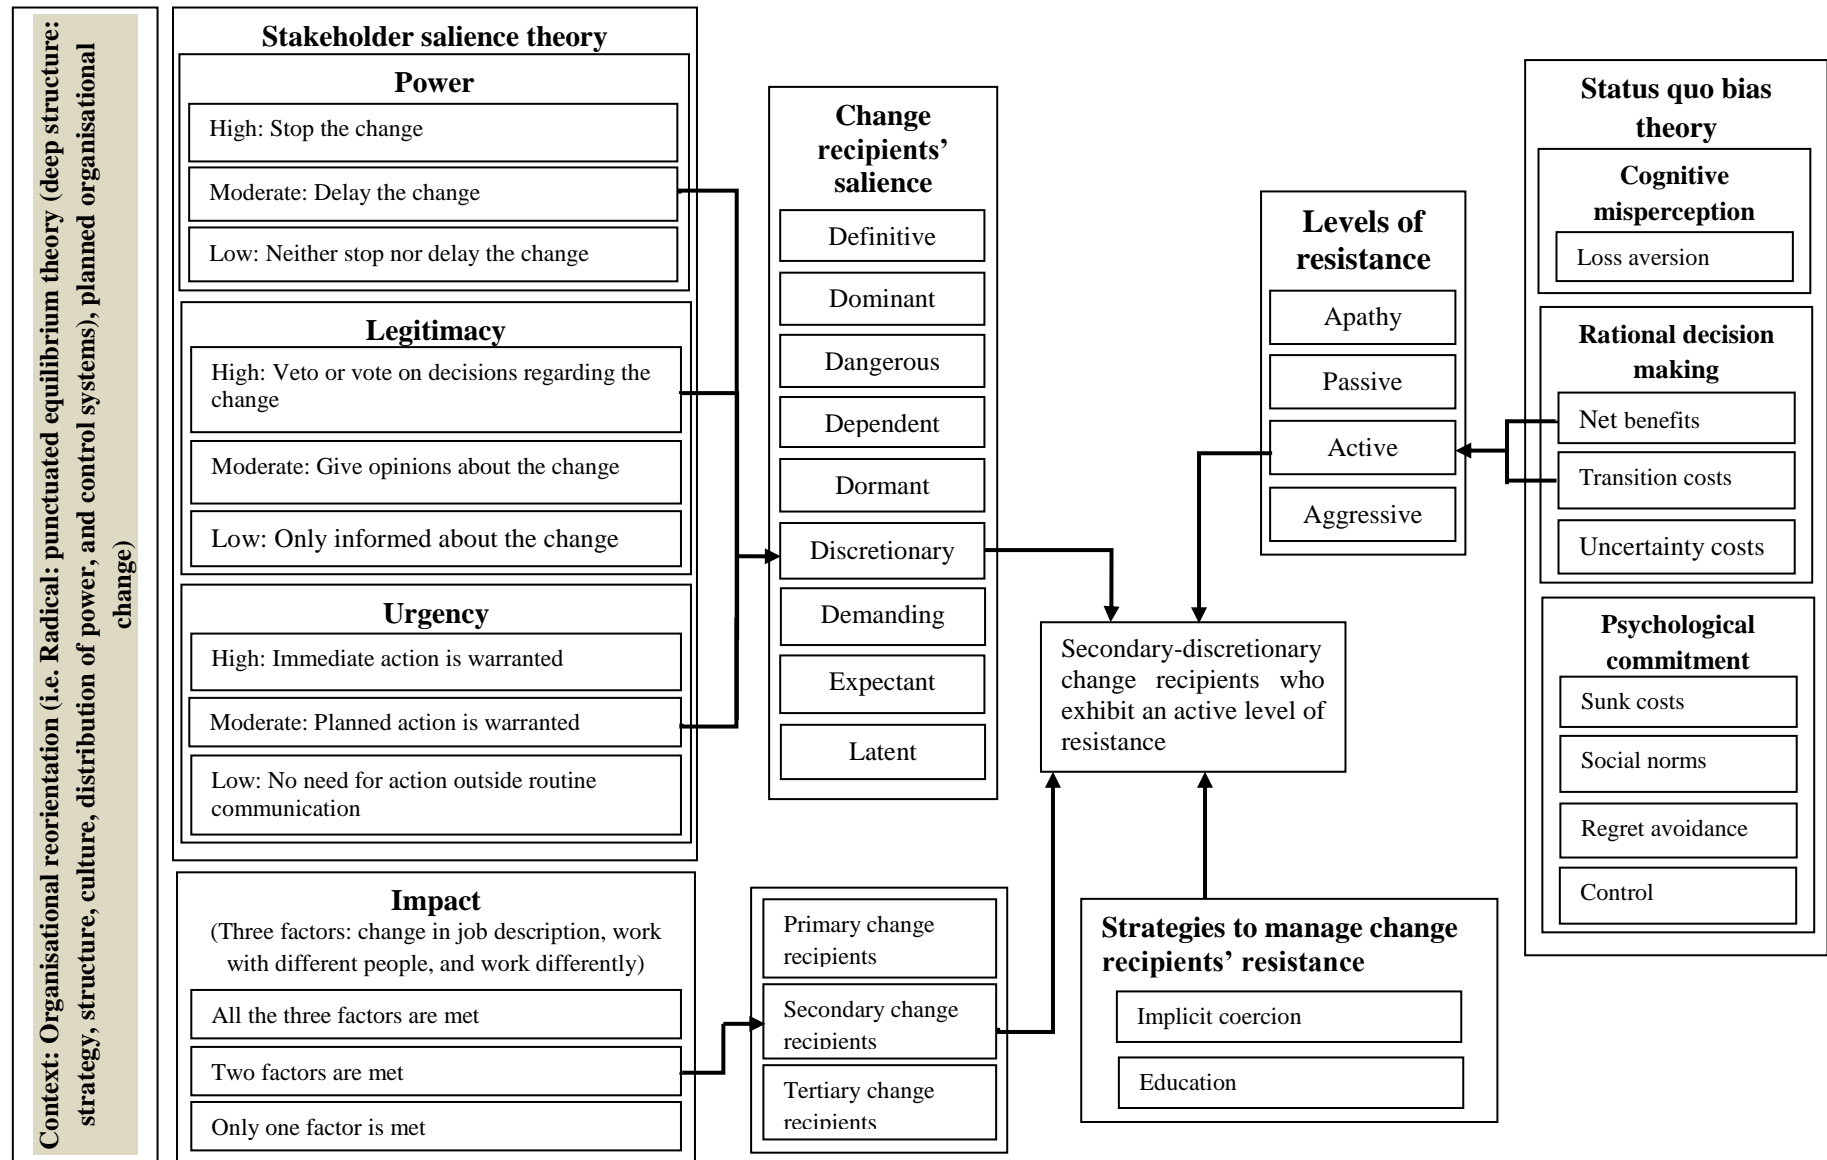 Context: Organisational reorientation (i.e. Radical: punctuated equilibrium theory (deep structure:
strategy, structure, culture, distribution of power, and control systems), planned organisational
change)
Stakeholder salience theory
Power
High: Stop the change
Moderate: Delay the change
Low: Neither stop nor delay the change
Legitimacy
High: Veto or vote on decisions regarding the
change
Moderate: Give opinions about the change
Low: Only informed about the change
Urgency
High: Immediate action is warranted
Moderate: Planned action is warranted
Low: No need for action outside routine
communication
Impact
(Three factors: change in job description, work
with different people, and work differently)
All the three factors are met
Two factors are met
Only one factor is met
Change
recipients’
salience
Definitive
Dominant
Dangerous
Dependent
Dormant
Discretionary
Demanding
Expectant
Latent
Primary change
recipients
Secondary change
recipients
Tertiary change
recipients
Secondary-discretionary
change recipients who
exhibit an active level of
resistance
Strategies to manage change
recipients’ resistance
Implicit coercion
Education
Levels of
resistance
Apathy
Passive
Active
Aggressive
Status quo bias
theory
Cognitive
misperception
Loss aversion
Rational decision
making
Net benefits
Transition costs
Uncertainty costs
Psychological
commitment
Sunk costs
Social norms
Regret avoidance
Control